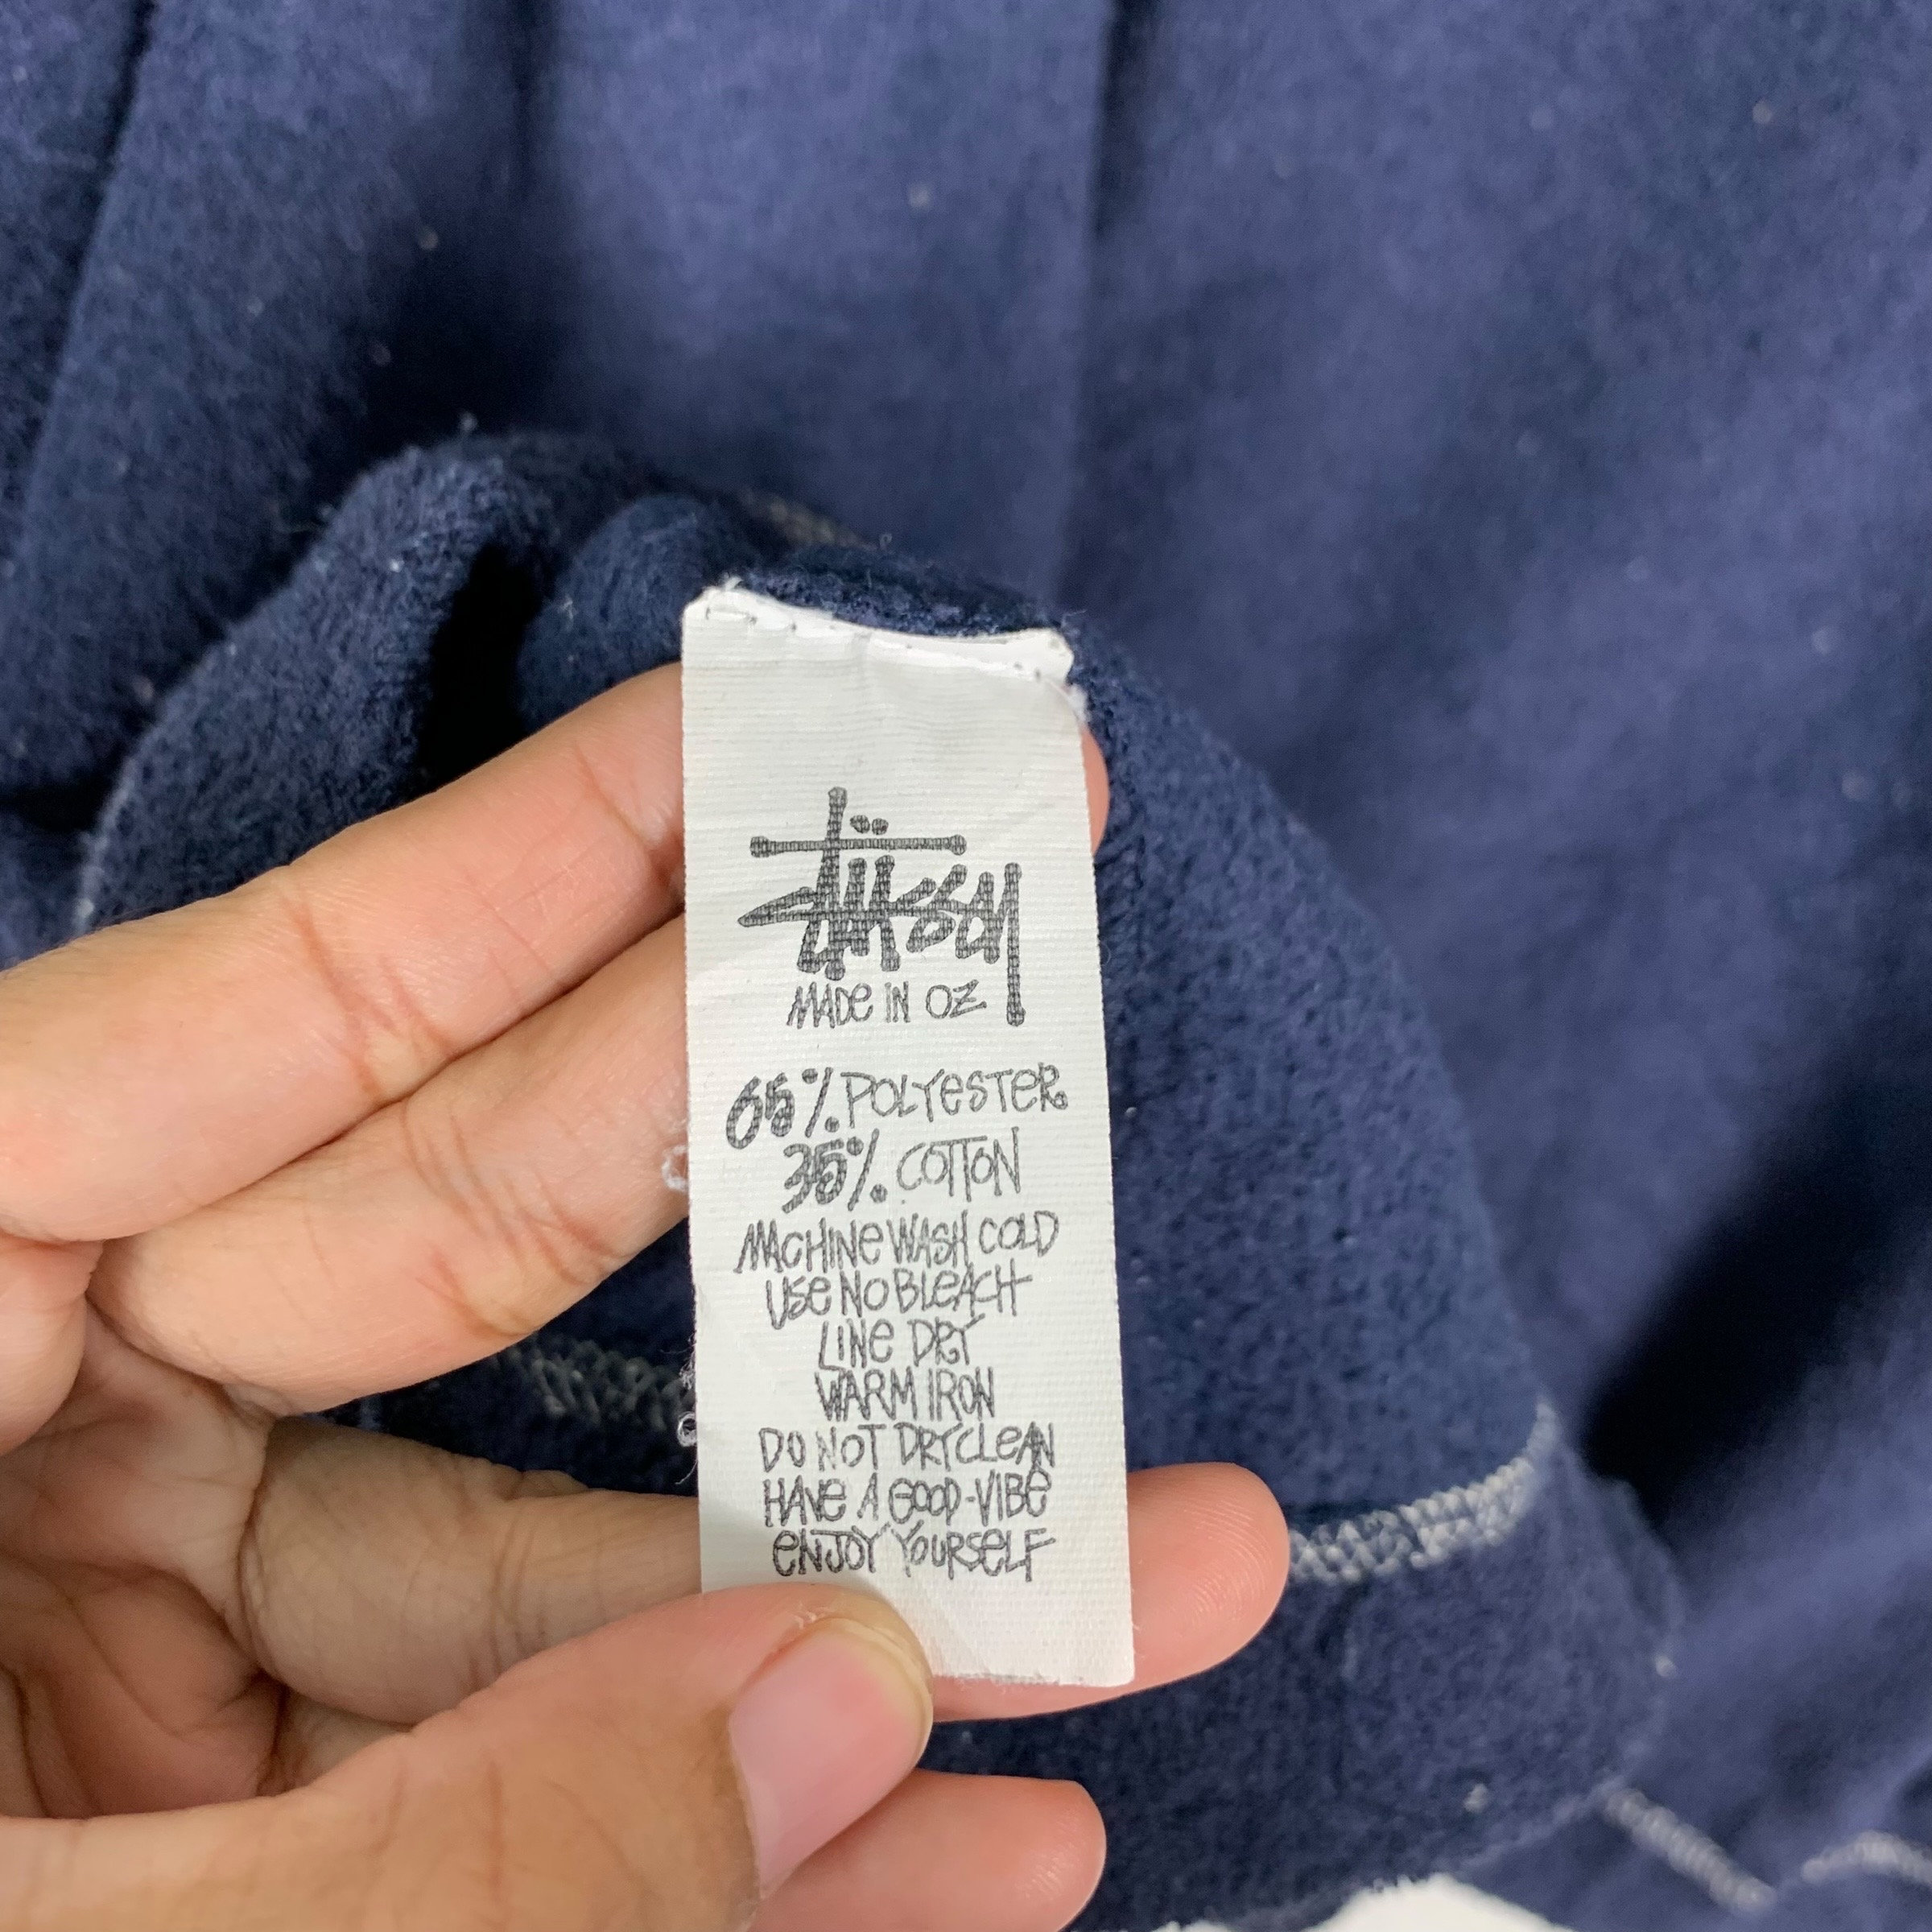 Stüssy
MADE IN OZ
65% POLYESTER
35% COTTON
MACHINE WASH COLD
USE NO BLEACH
LINE DRY
WARM IRON
DO NOT DRYCLEAN
HAVE A GOOD-VIBE
ENJOY YOURSELF